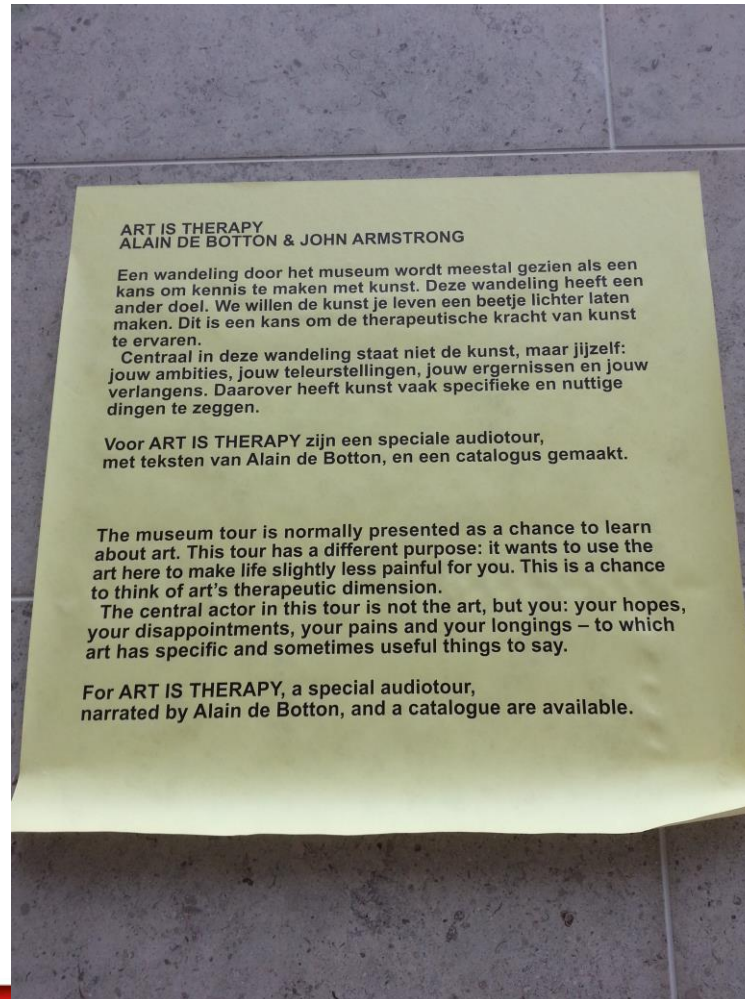 ART IS THERAPY
ALAIN DE BOTTON & JOHN ARMSTRONG
Een wandeling door het museum wordt meestal gezien als een
kans om kennis te maken met kunst. Deze wandeling heeft een
ander doel. We willen de kunst je leven een beetje lichter laten
maken. Dit is een kans om de therapeutische kracht van kunst
te ervaren.
Centraal in deze wandeling staat niet de kunst, maar jijzelf:
jouw ambities, jouw teleurstellingen, jouw ergernissen en jouw
verlangens. Daarover heeft kunst vaak specifieke en nuttige
dingen te zeggen.
Voor ART IS THERAPY zijn een speciale audiotour,
met teksten van Alain de Botton, en een catalogus gemaakt.
The museum tour is normally presented as a chance to learn
about art. This tour has a different purpose: it wants to use the
art here to make life slightly less painful for you. This is a chance
to think of art's therapeutic dimension.
The central actor in this tour is not the art, but you: your hopes,
your disappointments, your pains and your longings – to which
art has specific and sometimes useful things to say.
For ART IS THERAPY, a special audiotour,
narrated by Alain de Botton, and a catalogue are available.